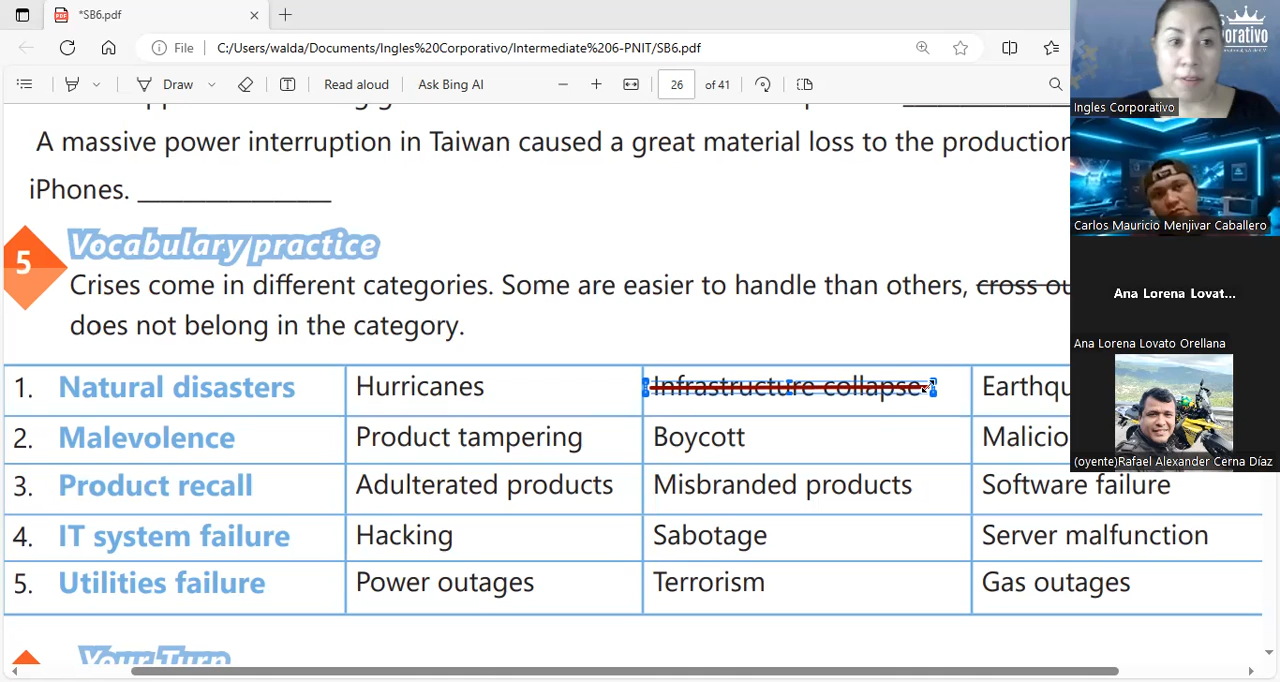 *SB6.pdf
File C:/Users/walda/Documents/Ingles%20Corporativo/Intermediate%206-PNIT/SB6.pdf
Draw Read aloud Ask Bing AI 26 of 41
A massive power interruption in Taiwan caused a great material loss to the production
iPhones. ________________
5 Vocabulary practice
Crises come in different categories. Some are easier to handle than others, cross ou
does not belong in the category.
1. Natural disasters Hurricanes Infrastructure collapse Earthqu
2. Malevolence Product tampering Boycott Malicio
3. Product recall Adulterated products Misbranded products Software failure
4. IT system failure Hacking Sabotage Server malfunction
5. Utilities failure Power outages Terrorism Gas outages
Your Turn
Ingles Corporativo
Carlos Mauricio Menjivar Caballero
Ana Lorena Lovat...
Ana Lorena Lovato Orellana
(oyente)Rafael Alexander Cerna Díaz